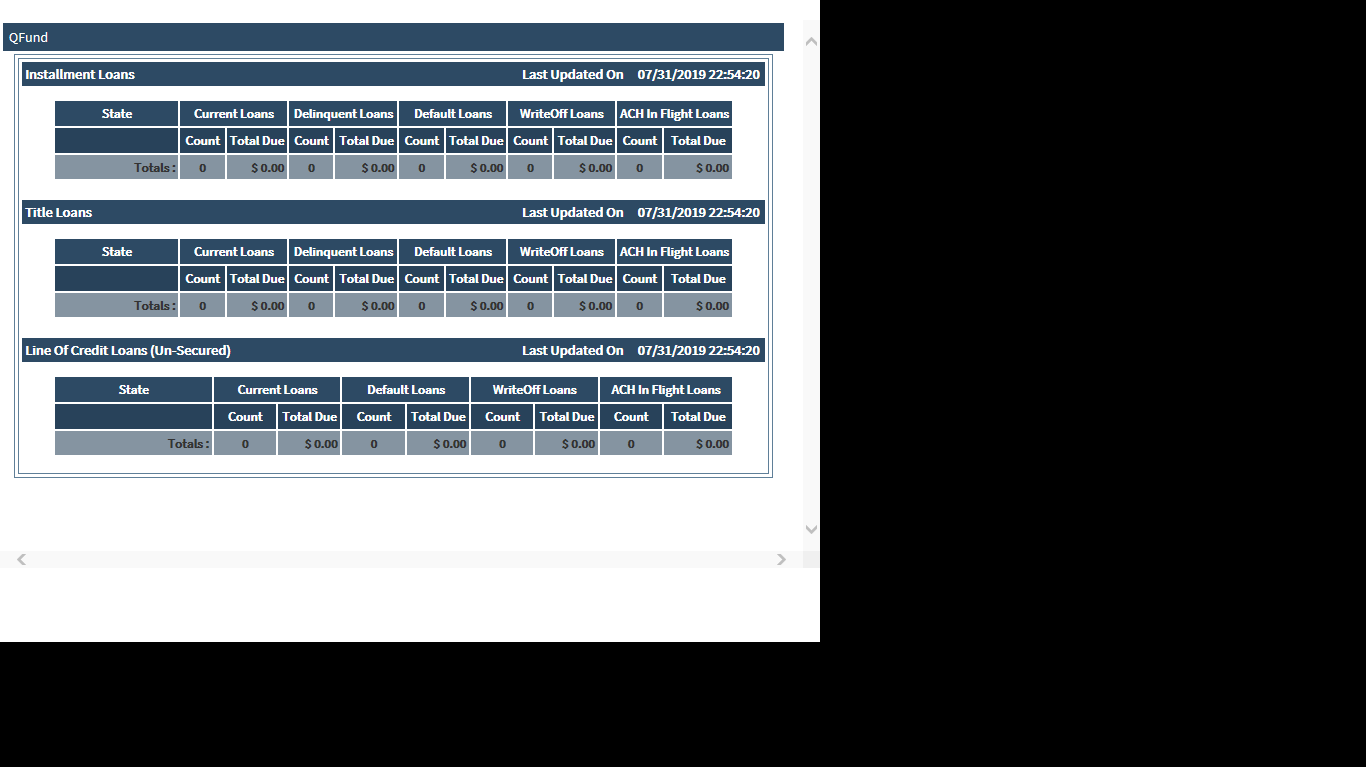 QFund
Installment Loans Last Updated On 07/31/2019 22:54:20
State Current Loans Delinquent Loans Default Loans WriteOff Loans ACH In Flight Loans
Count Total Due Count Total Due Count Total Due Count Total Due Count Total Due
Totals : 0 $ 0.00 0 $ 0.00 0 $ 0.00 0 $ 0.00 0 $ 0.00
Title Loans Last Updated On 07/31/2019 22:54:20
State Current Loans Delinquent Loans Default Loans WriteOff Loans ACH In Flight Loans
Count Total Due Count Total Due Count Total Due Count Total Due Count Total Due
Totals : 0 $ 0.00 0 $ 0.00 0 $ 0.00 0 $ 0.00 0 $ 0.00
Line Of Credit Loans (Un-Secured) Last Updated On 07/31/2019 22:54:20
State Current Loans Default Loans WriteOff Loans ACH In Flight Loans
Count Total Due Count Total Due Count Total Due Count Total Due
Totals : 0 $ 0.00 0 $ 0.00 0 $ 0.00 0 $ 0.00